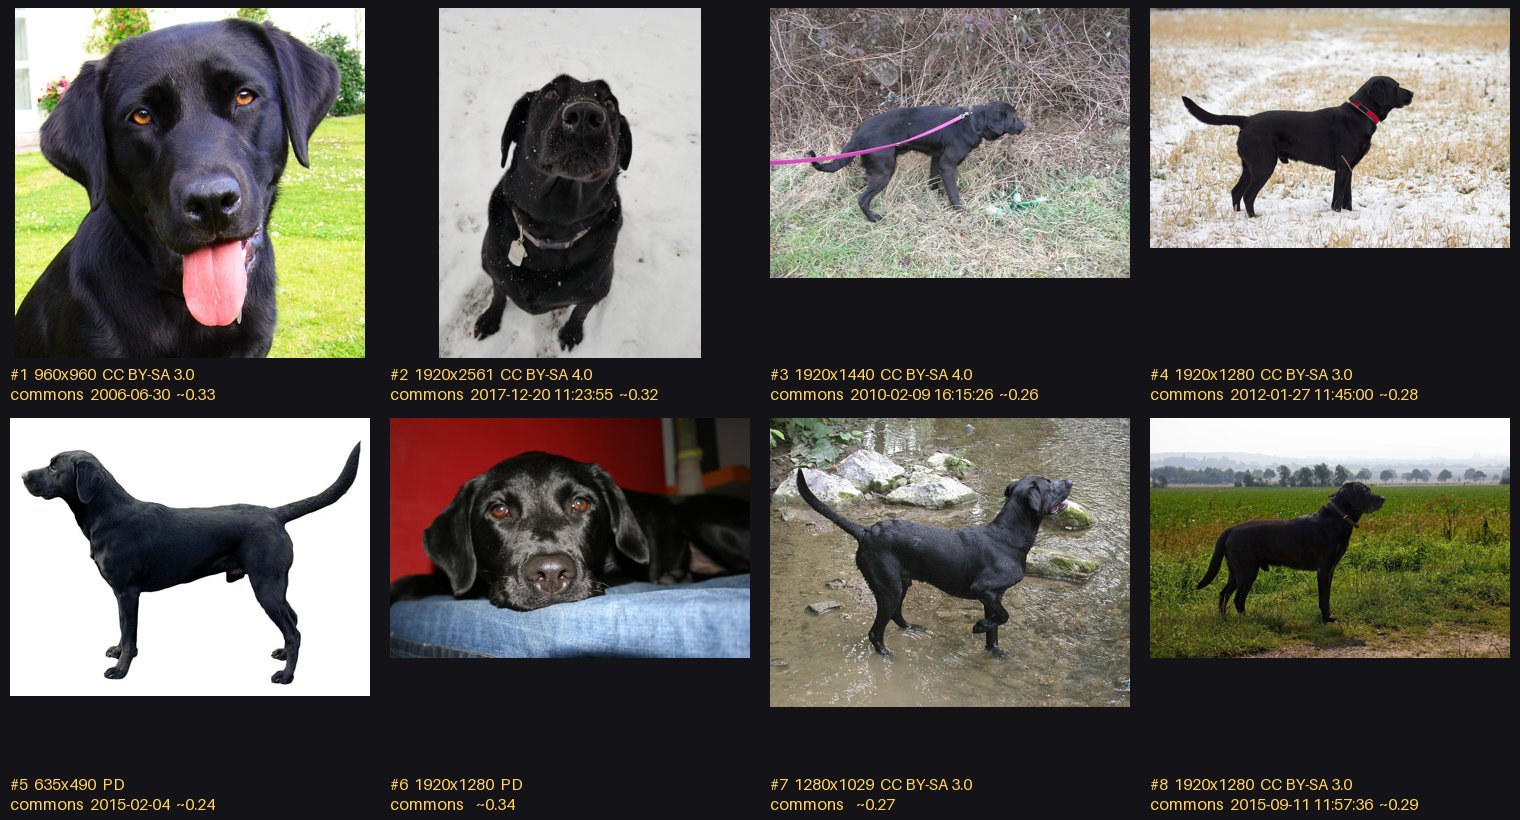 #1 960x960 CC BY-SA 3.0
commons 2006-06-30 ~0.33
#2 1920x2561 CC BY-SA 4.0
commons 2017-12-20 11:23:55 ~0.32
#3 1920x1440 CC BY-SA 4.0
commons 2010-02-09 16:15:26 ~0.26
#4 1920x1280 CC BY-SA 3.0
commons 2012-01-27 11:45:00 ~0.28
#5 635x490 PD
commons 2015-02-04 ~0.24
#6 1920x1280 PD
commons ~0.34
#7 1280x1029 CC BY-SA 3.0
commons ~0.27
#8 1920x1280 CC BY-SA 3.0
commons 2015-09-11 11:57:36 ~0.29